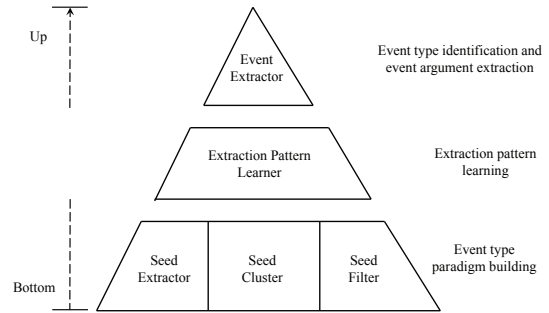 Up
Event
Extractor
Event type identification and
event argument extraction
Extraction Pattern
Learner
Extraction pattern
learning
Seed
Extractor
Seed
Cluster
Seed
Filter
Event type
paradigm building
Bottom